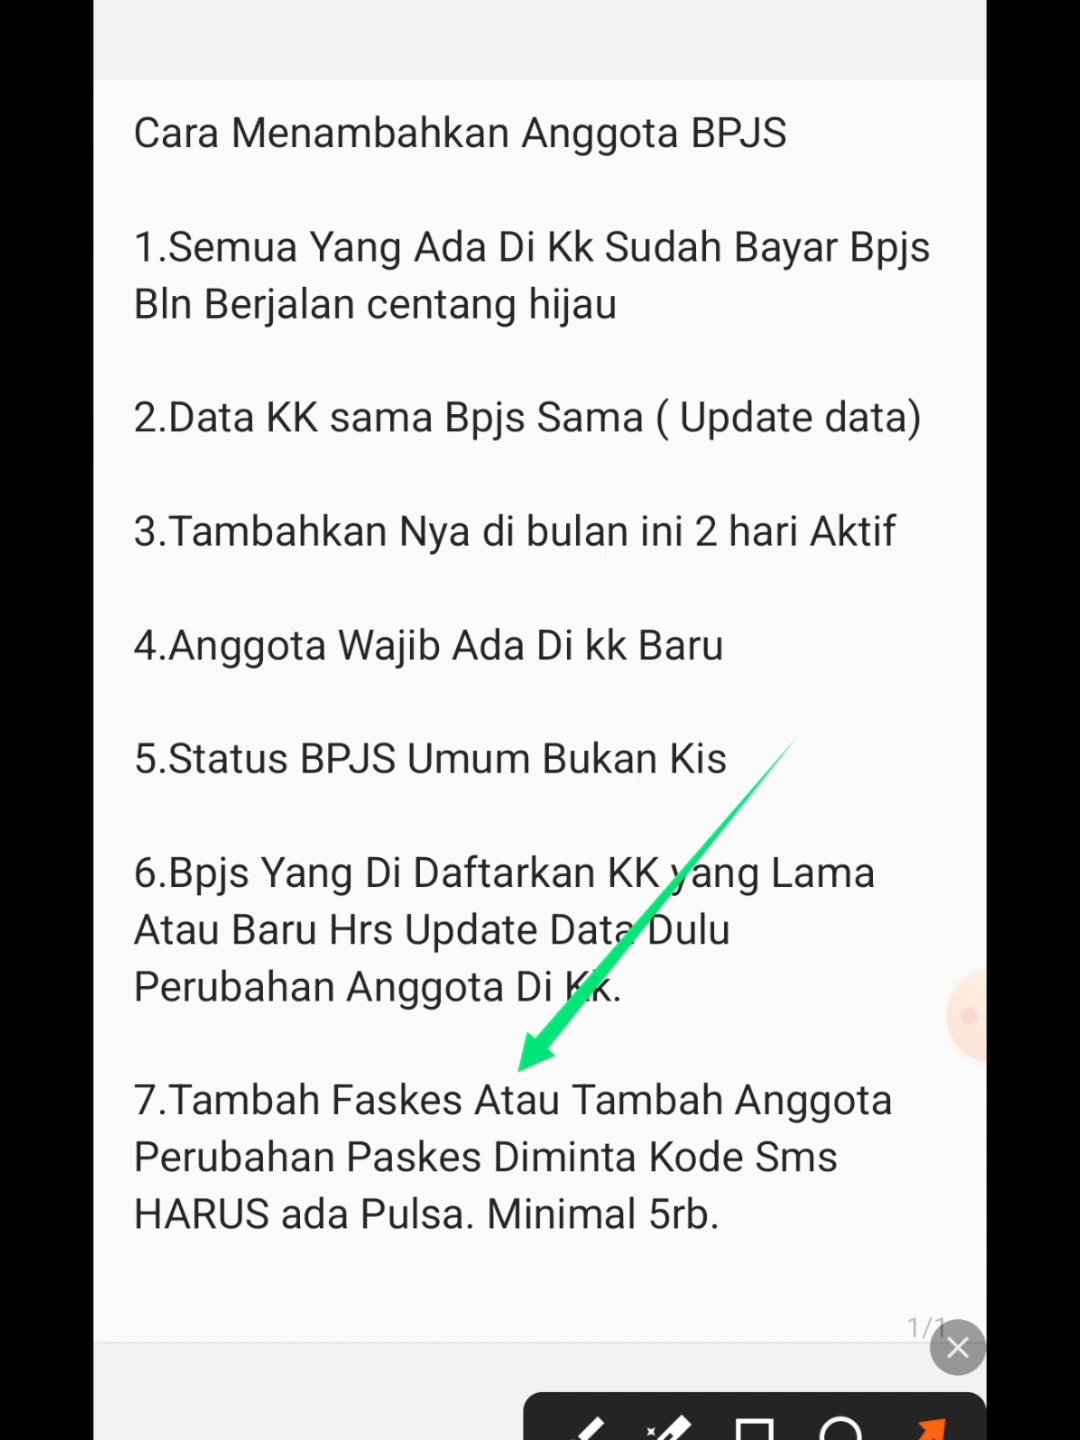 Cara Menambahkan Anggota BPJS
1.Semua Yang Ada Di Kk Sudah Bayar Bpjs
Bln Berjalan centang hijau
2.Data KK sama Bpjs Sama ( Update data)
3.Tambahkan Nya di bulan ini 2 hari Aktif
4.Anggota Wajib Ada Di kk Baru
5.Status BPJS Umum Bukan Kis
6.Bpjs Yang Di Daftarkan KK yang Lama
Atau Baru Hrs Update Data Dulu
Perubahan Anggota Di Kk.
7.Tambah Faskes Atau Tambah Anggota
Perubahan Paskes Diminta Kode Sms
HARUS ada Pulsa. Minimal 5rb.
1/1